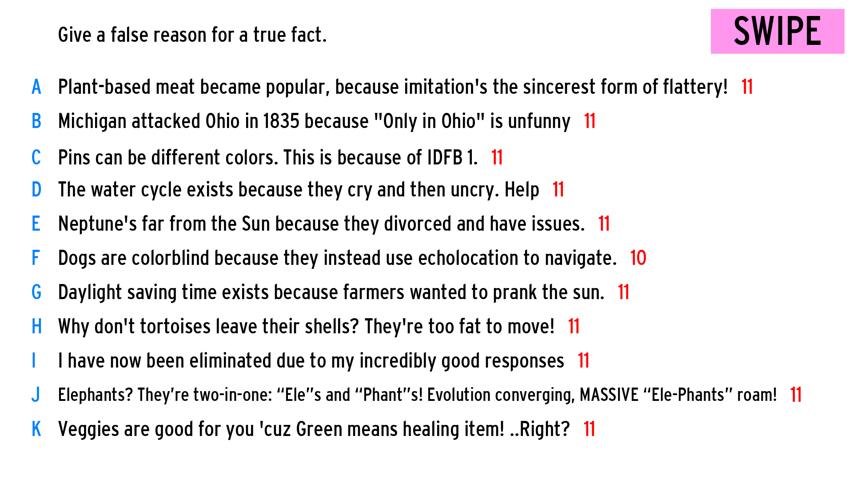 Give a false reason for a true fact.
SWIPE
A Plant-based meat became popular, because imitation's the sincerest form of flattery! 11
B Michigan attacked Ohio in 1835 because "Only in Ohio" is unfunny 11
C Pins can be different colors. This is because of IDFB 1. 11
D The water cycle exists because they cry and then uncry. Help 11
E Neptune's far from the Sun because they divorced and have issues. 11
F Dogs are colorblind because they instead use echolocation to navigate. 10
G Daylight saving time exists because farmers wanted to prank the sun. 11
H Why don't tortoises leave their shells? They're too fat to move! 11
I I have now been eliminated due to my incredibly good responses 11
J Elephants? They’re two-in-one: “Ele”s and “Phant”s! Evolution converging, MASSIVE “Ele-Phants” roam! 11
K Veggies are good for you 'cuz Green means healing item! ..Right? 11